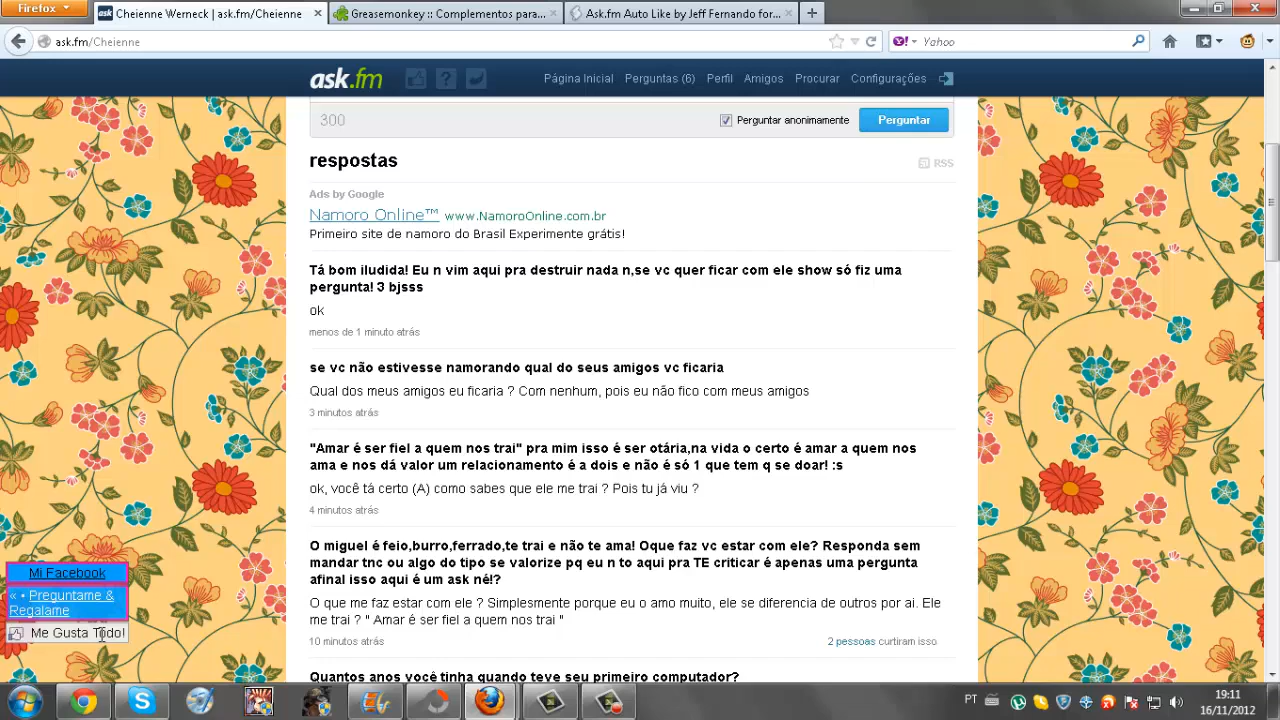 Firefox
Cheienne Werneck | ask.fm/Cheienne
Greasemonkey :: Complementos para...
Ask.fm Auto Like by Jeff Fernando for...
ask.fm/Cheienne
Yahoo
ask.fm
Página Inicial Perguntas (6) Perfil Amigos Procurar Configurações
300
Perguntar anonimamente
Perguntar
respostas
RSS
Ads by Google
Namoro Online™ www.NamoroOnline.com.br
Primeiro site de namoro do Brasil Experimente grátis!
Tá bom iludida! Eu n vim aqui pra destruir nada n,se vc quer ficar com ele show só fiz uma
pergunta! 3 bjsss
ok
menos de 1 minuto atrás
se vc não estivesse namorando qual do seus amigos vc ficaria
Qual dos meus amigos eu ficaria ? Com nenhum, pois eu não fico com meus amigos
3 minutos atrás
"Amar é ser fiel a quem nos trai" pra mim isso é ser otária,na vida o certo é amar a quem nos
ama e nos dá valor um relacionamento é a dois e não é só 1 que tem q se doar! :s
ok, você tá certo (A) como sabes que ele me trai ? Pois tu já viu ?
4 minutos atrás
O miguel é feio,burro,ferrado,te trai e não te ama! Oque faz vc estar com ele? Responda sem
mandar tnc ou algo do tipo se valorize pq eu n to aqui pra TE criticar é apenas uma pergunta
afinal isso aqui é um ask né!?
O que me faz estar com ele ? Simplesmente porque eu o amo muito, ele se diferencia de outros por ai. Ele
me trai ? " Amar é ser fiel a quem nos trai "
10 minutos atrás
2 pessoas curtiram isso
Quantos anos você tinha quando teve seu primeiro computador?
Mi Facebook
« • Preguntame &
Regalame
Me Gusta Todo!
PT
19:11
16/11/2012